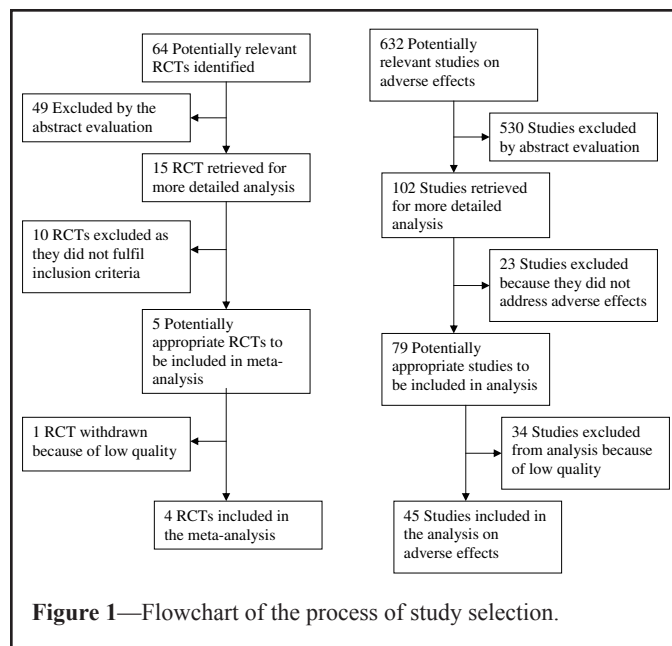 64 Potentially relevant
RCTs identified
49 Excluded by the
abstract evaluation
15 RCT retrieved for
more detailed analysis
10 RCTs excluded as
they did not fulfil
inclusion criteria
5 Potentially
appropriate RCTs to
be included in meta-
analysis
1 RCT withdrawn
because of low quality
4 RCTs included in
the meta-analysis
632 Potentially
relevant studies on
adverse effects
530 Studies excluded
by abstract evaluation
102 Studies retrieved
for more detailed
analysis
23 Studies excluded
because they did not
address adverse effects
79 Potentially
appropriate studies to
be included in analysis
34 Studies excluded
from analysis because
of low quality
45 Studies included in
the analysis on
adverse effects
Figure 1—Flowchart of the process of study selection.